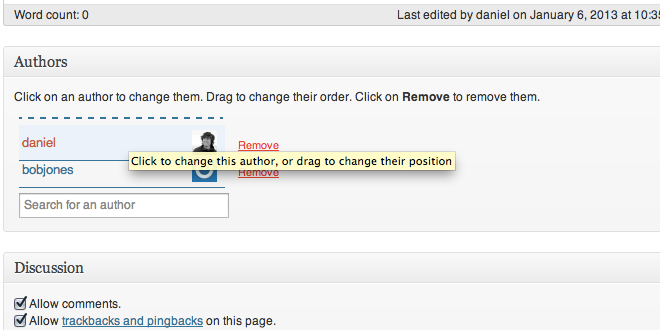 Word count: 0
Last edited by daniel on January 6, 2013 at 10:35
Authors
Click on an author to change them. Drag to change their order. Click on Remove to remove them.
daniel
Remove
Click to change this author, or drag to change their position
bobjones
Remove
Search for an author
Discussion
Allow comments.
Allow trackbacks and pingbacks on this page.